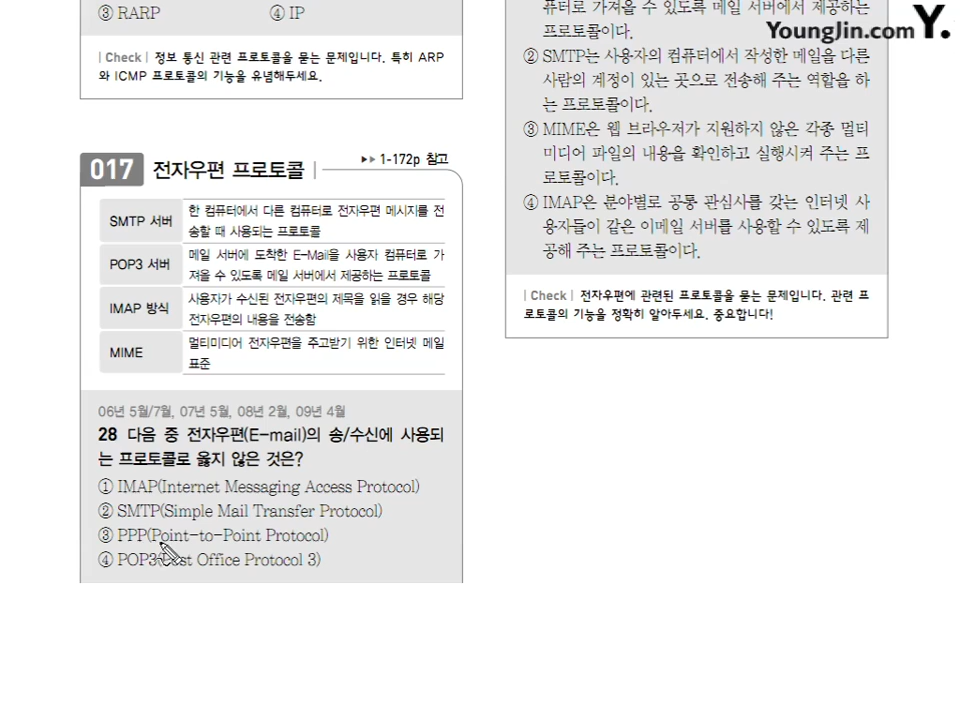 ③ RARP ④ IP
| Check | 정보 통신 관련 프로토콜을 묻는 문제입니다. 특히 ARP
와 ICMP 프로토콜의 기능을 유념해두세요.
017 전자우편 프로토콜 ▶▶ 1-172p 참고
SMTP 서버 한 컴퓨터에서 다른 컴퓨터로 전자우편 메시지를 전
송할 때 사용되는 프로토콜
POP3 서버 메일 서버에 도착한 E-Mail을 사용자 컴퓨터로 가
져올 수 있도록 메일 서버에서 제공하는 프로토콜
IMAP 방식 사용자가 수신된 전자우편의 제목을 읽을 경우 해당
전자우편의 내용을 전송함
MIME 멀티미디어 전자우편을 주고받기 위한 인터넷 메일
표준
06년 5월/7월, 07년 5월, 08년 2월, 09년 4월
28 다음 중 전자우편(E-mail)의 송/수신에 사용되
는 프로토콜로 옳지 않은 것은?
① IMAP(Internet Messaging Access Protocol)
② SMTP(Simple Mail Transfer Protocol)
③ PPP(Point-to-Point Protocol)
④ POP3(Post Office Protocol 3)
퓨터로 가져올 수 있도록 메일 서버에서 제공하는
프로토콜이다.
② SMTP는 사용자의 컴퓨터에서 작성한 메일을 다른
사람의 계정이 있는 곳으로 전송해 주는 역할을 하
는 프로토콜이다.
③ MIME은 웹 브라우저가 지원하지 않은 각종 멀티
미디어 파일의 내용을 확인하고 실행시켜 주는 프
로토콜이다.
④ IMAP은 분야별로 공통 관심사를 갖는 인터넷 사
용자들이 같은 이메일 서버를 사용할 수 있도록 제
공해 주는 프로토콜이다.
| Check | 전자우편에 관련된 프로토콜을 묻는 문제입니다. 관련 프
로토콜의 기능을 정확히 알아두세요. 중요합니다!
YoungJin.com Y.